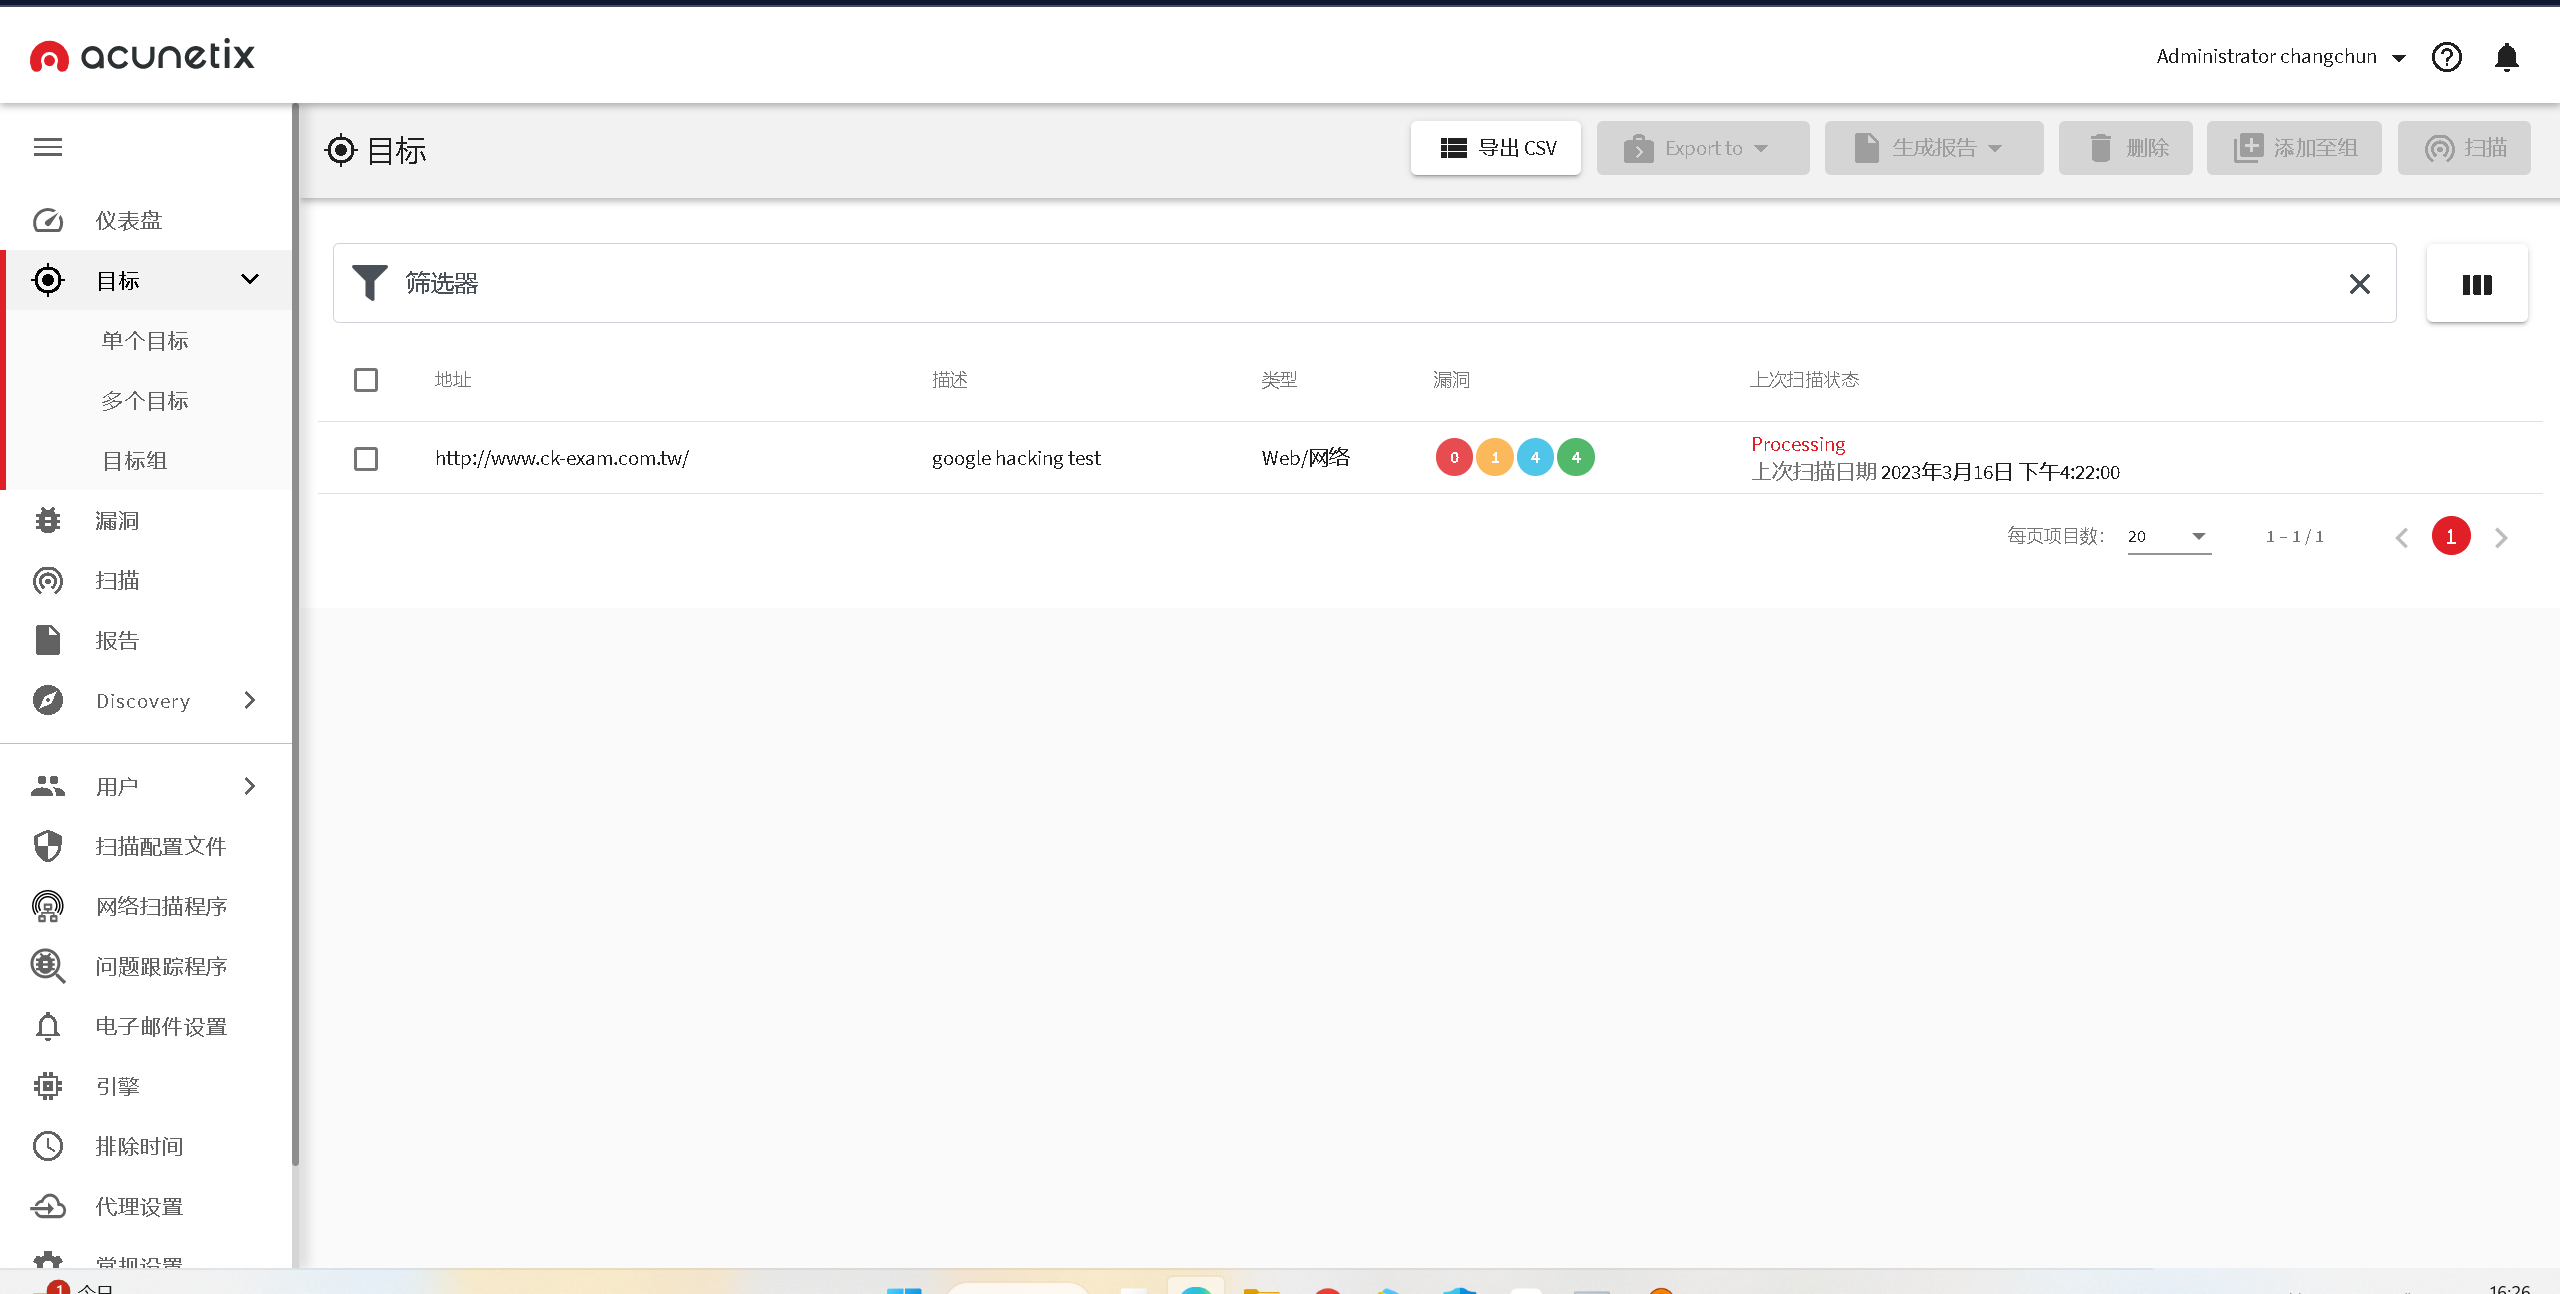 acunetix
Administrator changchun
目标
导出 CSV
Export to
生成报告
删除
添加至组
扫描
仪表盘
目标
单个目标
多个目标
目标组
漏洞
扫描
报告
Discovery
用户
扫描配置文件
网络扫描程序
问题跟踪程序
电子邮件设置
引擎
排除时间
代理设置
常规设置
筛选器
地址 描述 类型 漏洞 上次扫描状态
http://www.ck-exam.com.tw/ google hacking test Web/网络 0 1 4 4 Processing
上次扫描日期 2023年3月16日 下午4:22:00
每页项目数: 20 1 – 1 / 1 1
1 今日
16:26